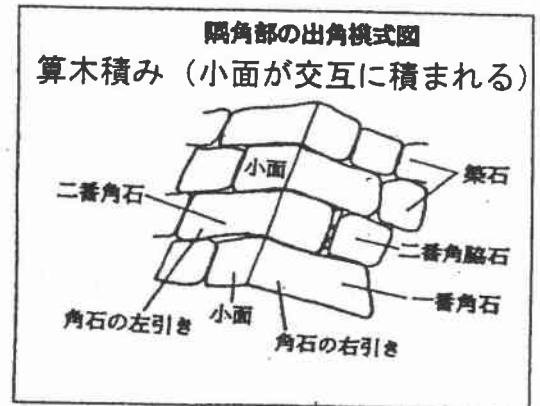 隅角部の出角模式図
算木積み（小面が交互に積まれる）
小面
築石
二番角石
二番角脇石
一番角石
小面
角石の左引き
角石の右引き